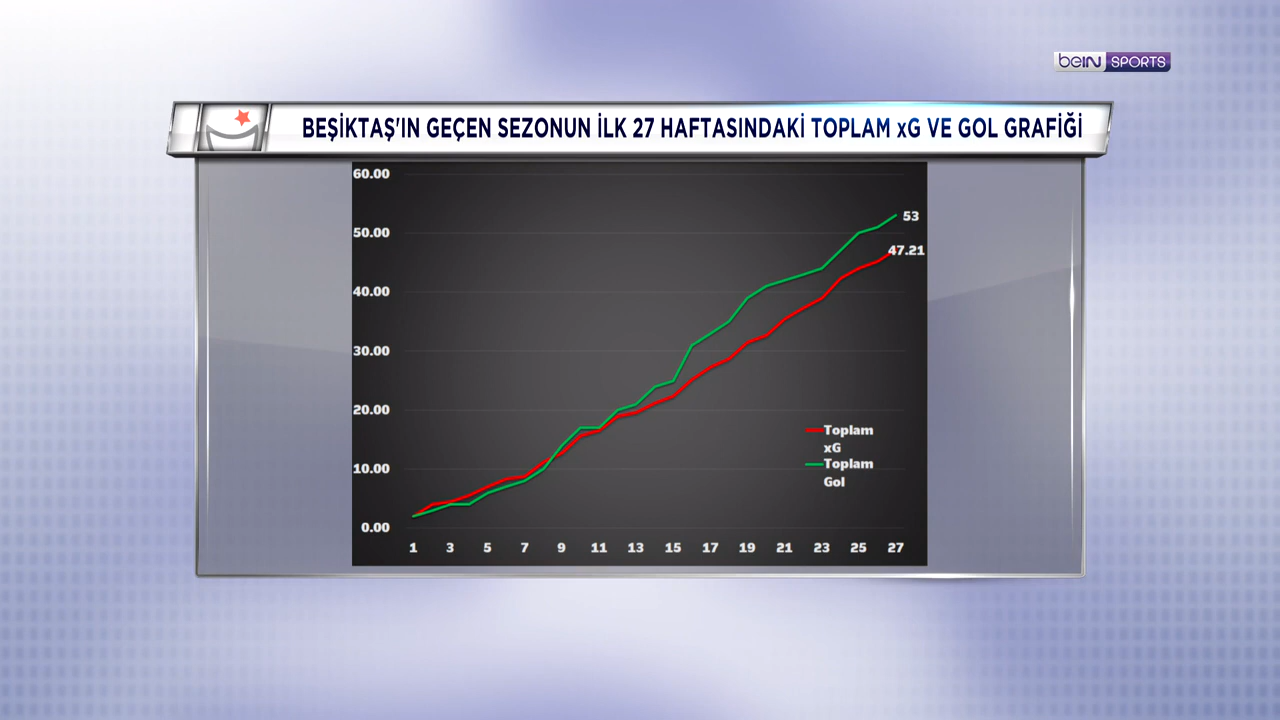 beIN SPORTS
BEŞİKTAŞ'IN GEÇEN SEZONUN İLK 27 HAFTASINDAKİ TOPLAM xG VE GOL GRAFİĞİ
60.00
50.00
40.00
30.00
20.00
10.00
0.00
53
47.21
Toplam
xG
Toplam
Gol
1 3 5 7 9 11 13 15 17 19 21 23 25 27